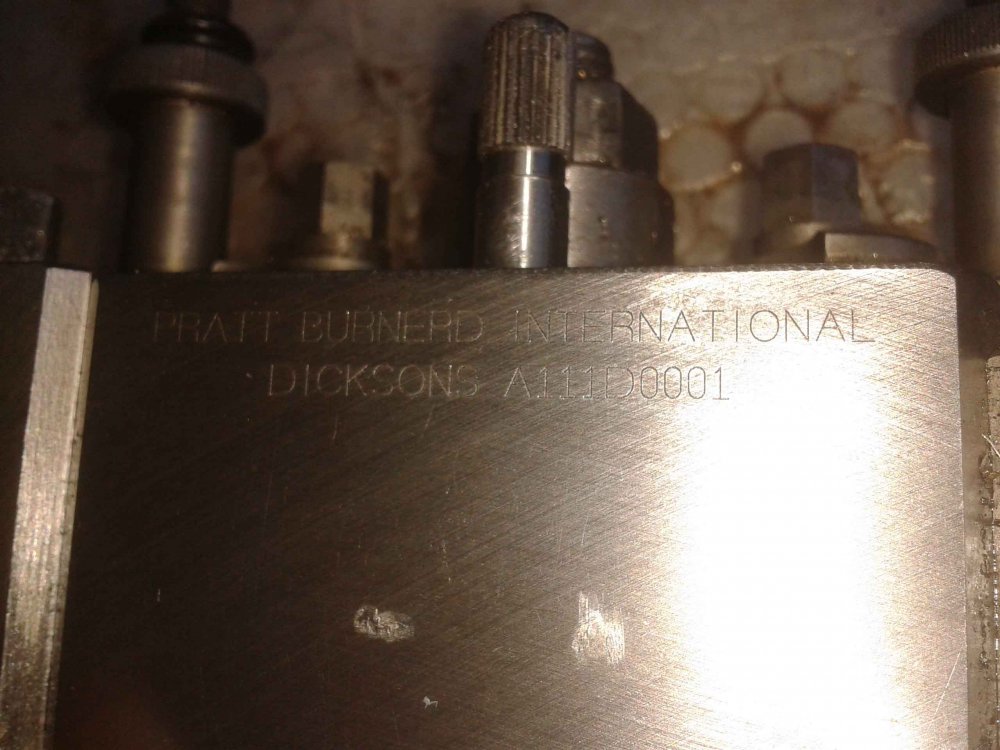 PRATT BURNERD INTERNATIONAL
DICKSONS A111D0001